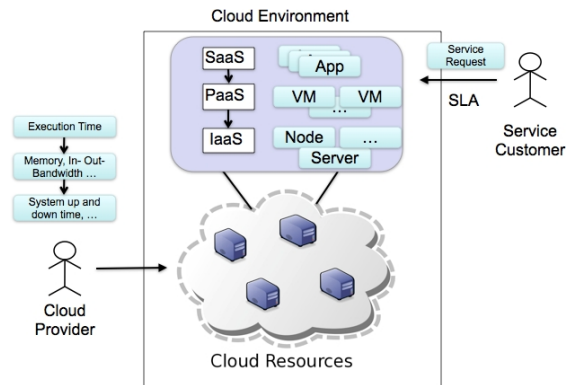 Cloud Environment
SaaS
App
Service
Request
PaaS
VM
VM
...
SLA
IaaS
Node
...
Server
Service
Customer
Execution Time
Memory, In- Out-
Bandwidth ...
System up and
down time, ...
Cloud
Provider
Cloud Resources